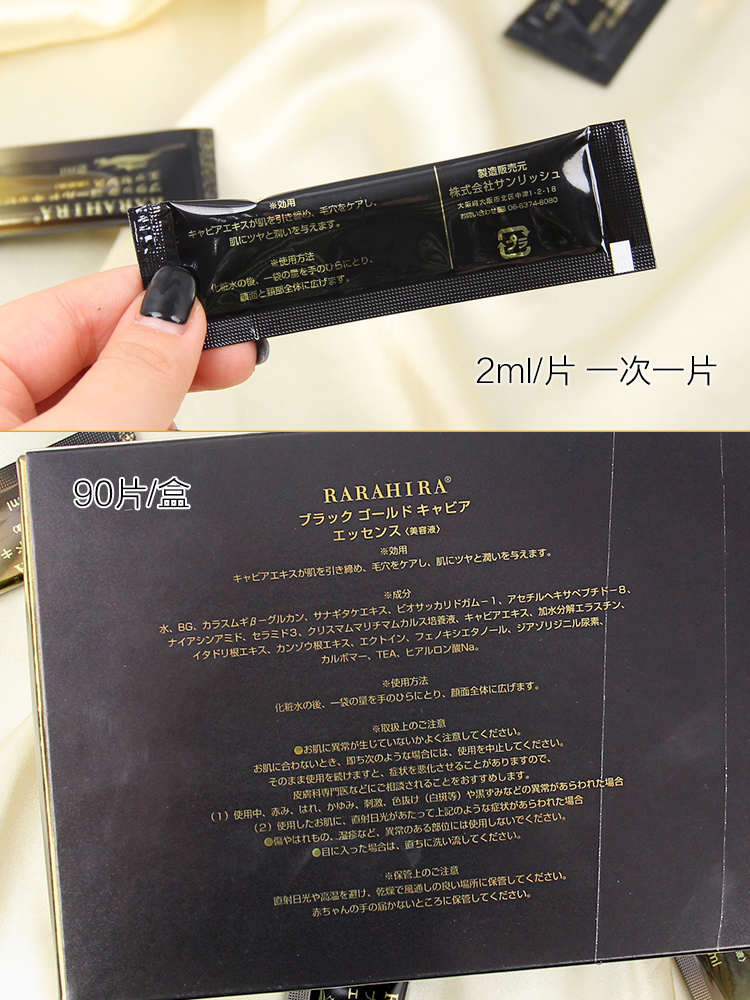 RARAHIRA
※効用
キャビアエキスが肌を引き締め、毛穴をケアし、
肌にツヤと潤いを与えます。
※使用方法
化粧水の後、一袋の量を手のひらにとり、
顔面と頚部全体に広げます。
製造販売元
株式会社サンリッシュ
大阪府大阪市北区中津1-2-18
お問い合わせ 06-6374-8080
2ml/片 一次一片
90片/盒
RARAHIRA®
ブラック ゴールド キャビア
エッセンス〈美容液〉
※効用
キャビアエキスが肌を引き締め、毛穴をケアし、肌にツヤと潤いを与えます。
※成分
水、BG、カラスムギβ-グルカン、サナギタケエキス、ビオサッカリドガム-1、アセチルヘキサペプチド-8、
ナイアシンアミド、セラミド3、クリスマムマリチマムカルス培養液、キャビアエキス、加水分解エラスチン、
イタドリ根エキス、カンゾウ根エキス、エクトイン、フェノキシエタノール、ジアゾリジニル尿素、
カルボマー、TEA、ヒアルロン酸Na。
※使用方法
化粧水の後、一袋の量を手のひらにとり、顔面全体に広げます。
※取扱上のご注意
●お肌に異常が生じていないかよく注意してください。
お肌に合わないとき、即ち次のような場合には、使用を中止してください。
そのまま使用を続けますと、症状を悪化させることがありますので、
皮膚科専門医などにご相談されることをおすすめします。
(1)使用中、赤み、はれ、かゆみ、刺激、色抜け(白斑等)や黒ずみなどの異常があらわれた場合
(2)使用したお肌に、直射日光があたって上記のような症状があらわれた場合
●傷やはれもの、湿疹など、異常のある部位には使用しないでください。
●目に入った場合は、直ちに洗い流してください。
※保管上のご注意
直射日光や高温を避け、乾燥で風通しの良い場所に保管してください。
赤ちゃんの手の届かないところに保管してください。